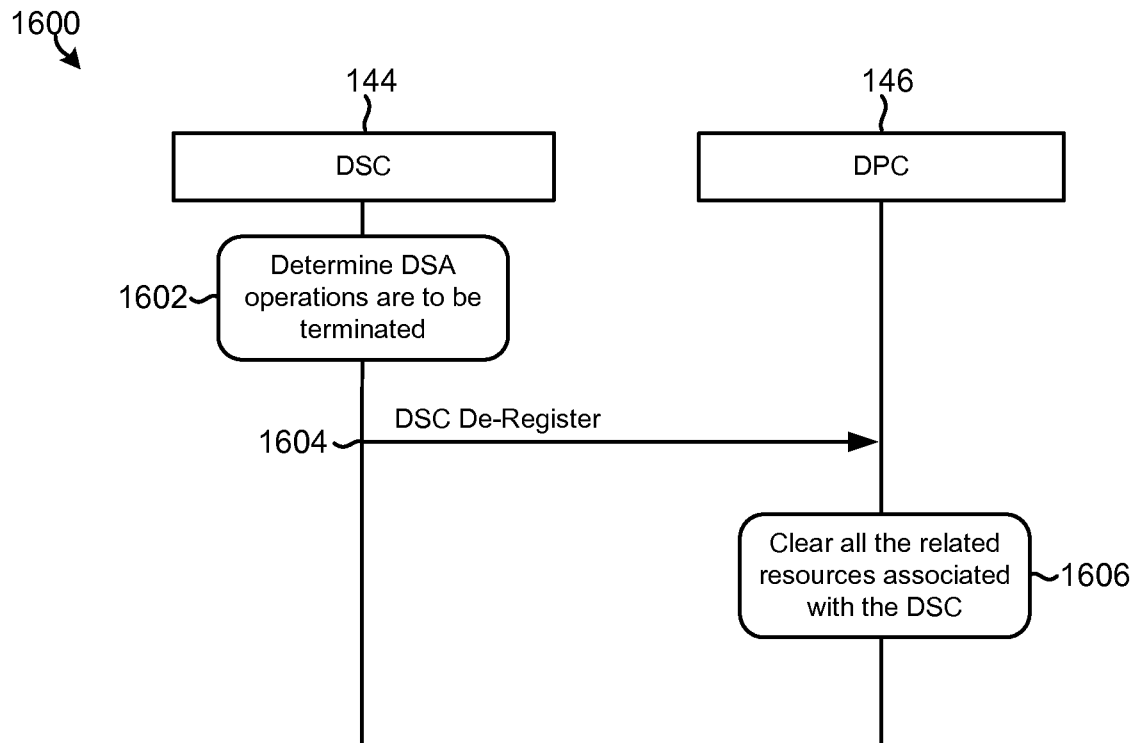 1600
144
146
DSC
DPC
Determine DSA
operations are to be
terminated
1602
DSC De-Register
1604
Clear all the related
resources associated
with the DSC
1606